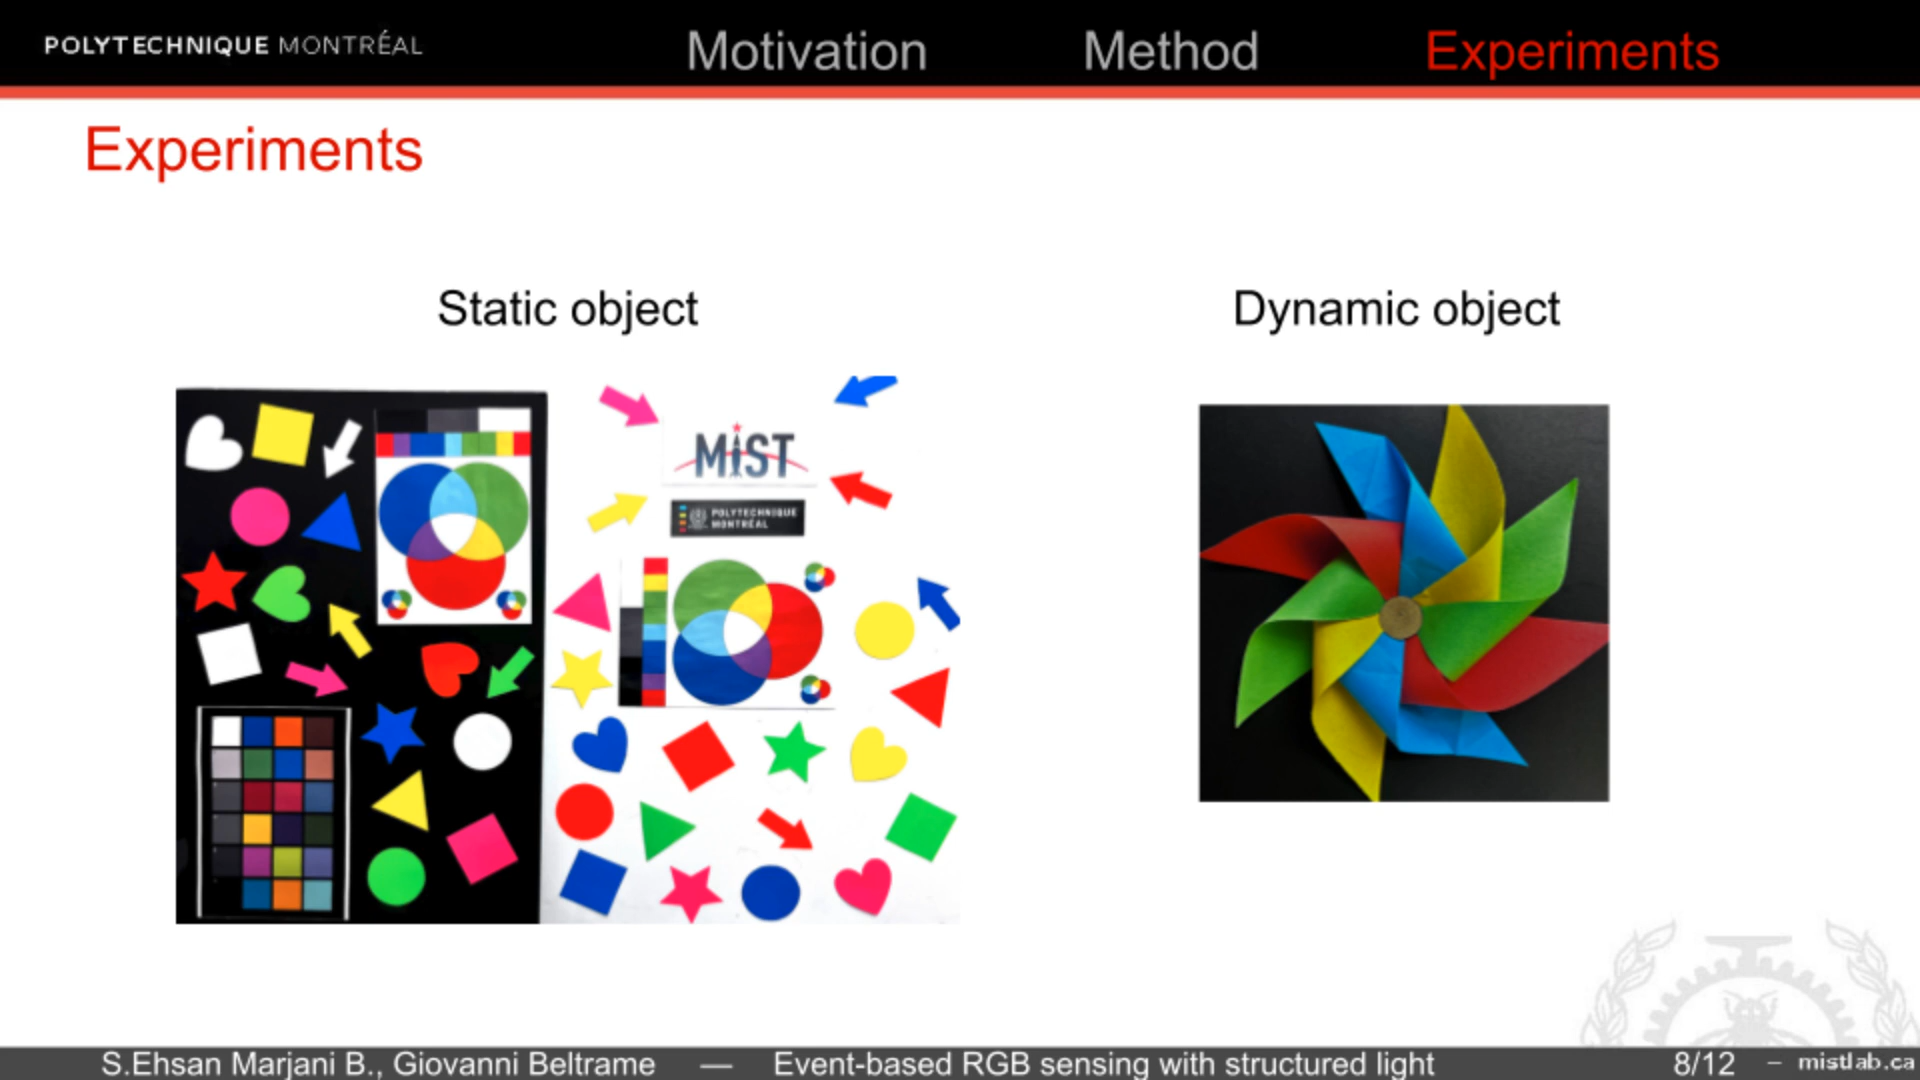 POLYTECHNIQUE MONTRÉAL
Motivation
Method
Experiments
Experiments
Static object
Dynamic object
MiST
POLYTECHNIQUE
MONTRÉAL
S.Ehsan Marjani B., Giovanni Beltrame — Event-based RGB sensing with structured light 8/12 – mistlab.ca